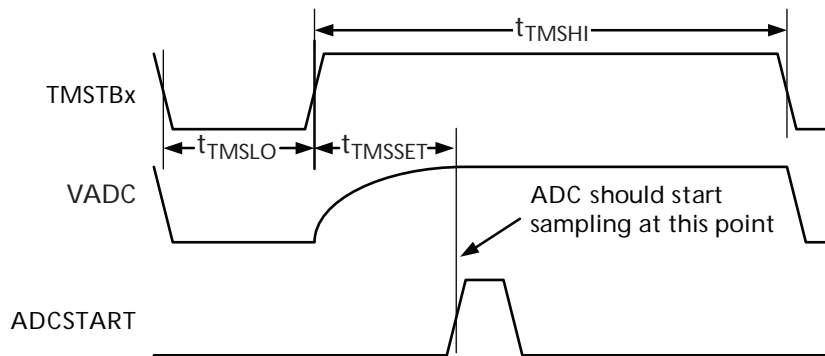 tTMSHI
TMSTBx
tTMSLO
tTMSSET
VADC
ADC should start
sampling at this point
ADCSTART